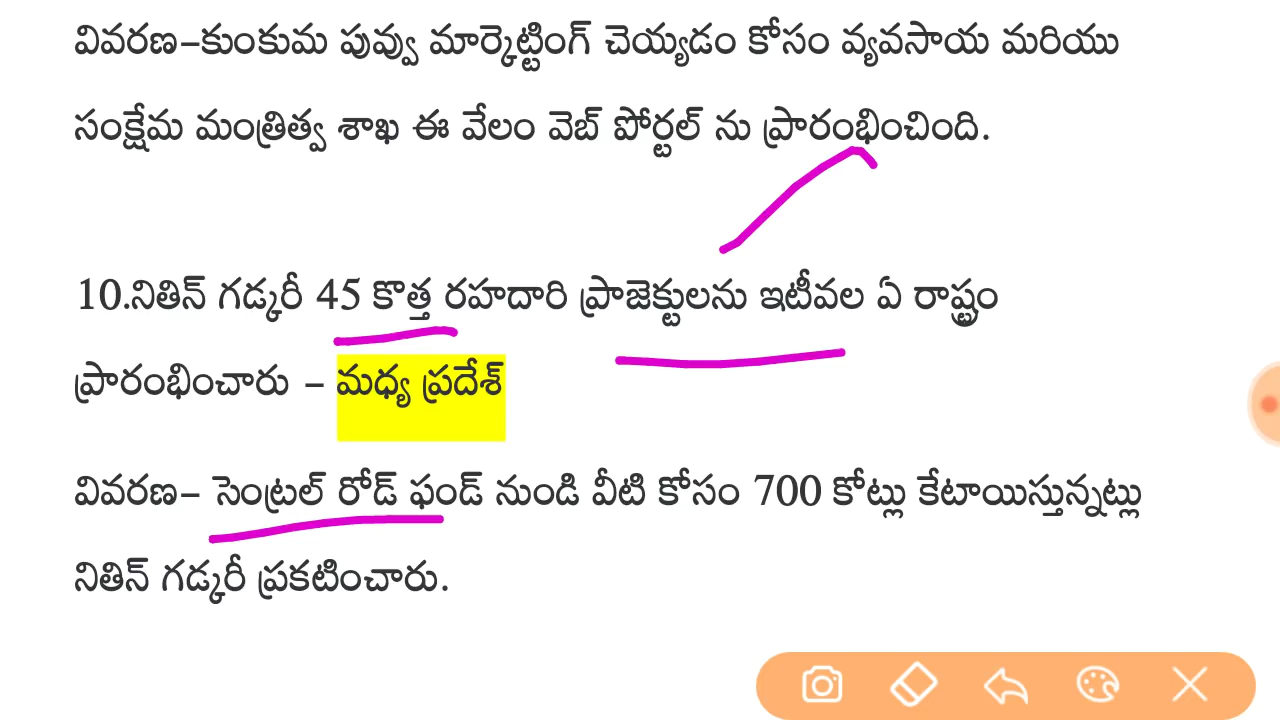 వివరణ-కుంకుమ పువ్వు మార్కెట్టింగ్ చెయ్యడం కోసం వ్యవసాయ మరియు
సంక్షేమ మంత్రిత్వ శాఖ ఈ వేలం వెబ్ పోర్టల్ ను ప్రారంభించింది.
10.నితిన్ గడ్కరీ 45 కొత్త రహదారి ప్రాజెక్టులను ఇటీవల ఏ రాష్ట్రం
ప్రారంభించారు - మధ్య ప్రదేశ్
వివరణ- సెంట్రల్ రోడ్ ఫండ్ నుండి వీటి కోసం 700 కోట్లు కేటాయిస్తున్నట్లు
నితిన్ గడ్కరీ ప్రకటించారు.